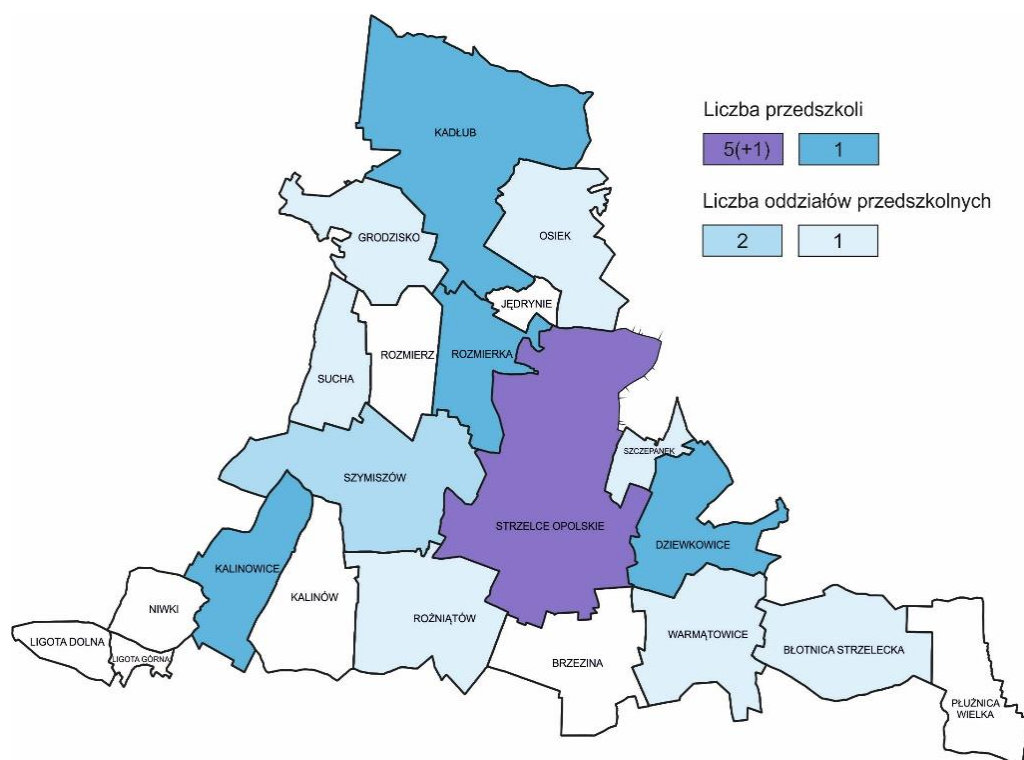 KADŁUB
Liczba przedszkoli
5(+1)
1
Liczba oddziałów przedszkolnych
2
1
GRODZISKO
OSIEK
JĘDRYNIE
ROZMIERZ
ROZMIERKA
SUCHA
SZCZEPANEK
SZYMISZÓW
STRZELCE OPOLSKIE
DZIEWKOWICE
KALINOWICE
KALINÓW
NIWKI
ROŻNIĄTÓW
WARMĄTOWICE
LIGOTA DOLNA
LIGOTA GÓRNA
BRZEZINA
BŁOTNICA STRZELECKA
PŁUŻNICA
WIELKA